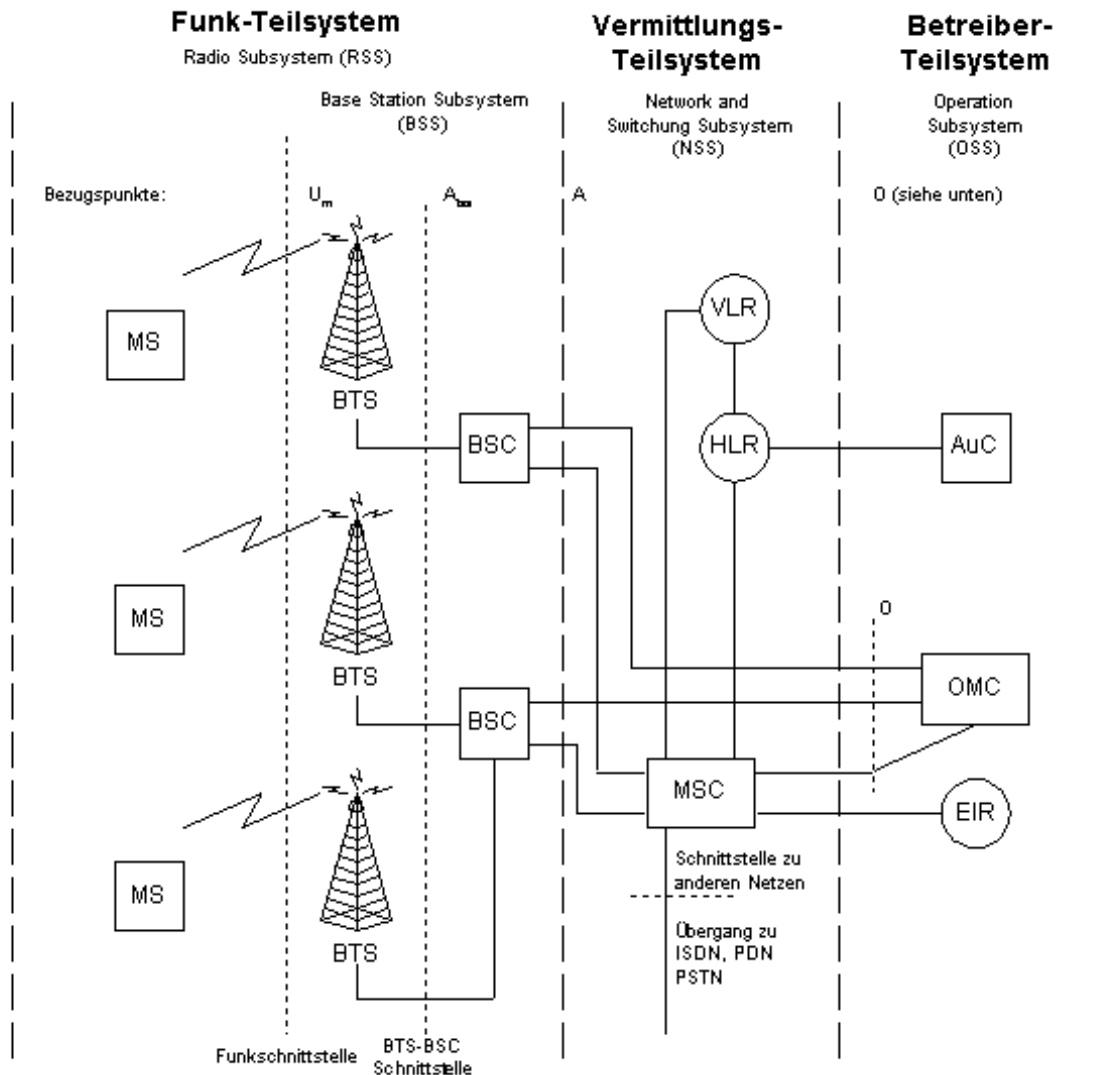 Funk-Teilsystem
Radio Subsystem (RSS)
Vermittlungs-
Teilsystem
Betreiber-
Teilsystem
Base Station Subsystem
(BSS)
Network and
Switchung Subsystem
(NSS)
Operation
Subsystem
(OSS)
Bezugspunkte:
Um
Abis
A
O (siehe unten)
MS
BTS
VLR
BSC
HLR
AuC
MS
BTS
O
BSC
OMC
MSC
EIR
MS
BTS
Schnittstelle zu
anderen Netzen
Übergang zu
ISDN, PDN
PSTN
Funkschnittstelle
BTS-BSC
Schnittstelle